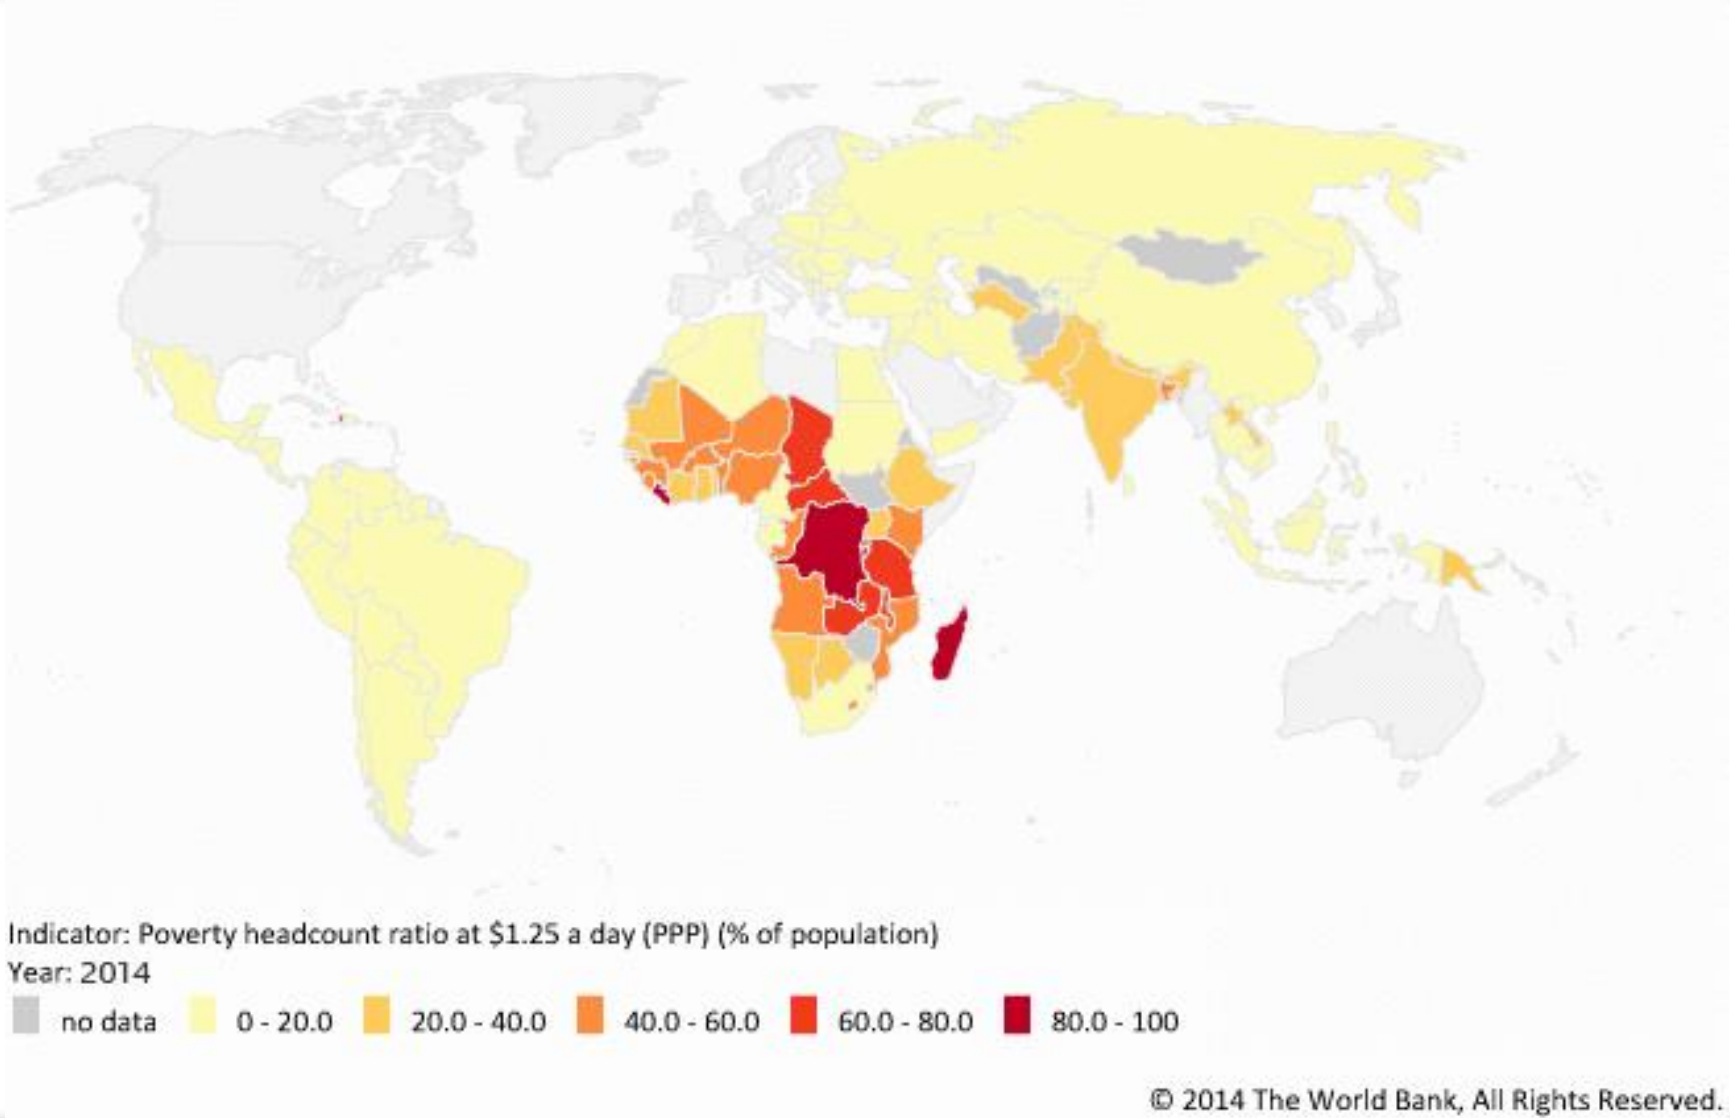 Indicator: Poverty headcount ratio at $1.25 a day (PPP) (% of population)
Year: 2014
no data 0 - 20.0 20.0 - 40.0 40.0 - 60.0 60.0 - 80.0 80.0 - 100
© 2014 The World Bank, All Rights Reserved.